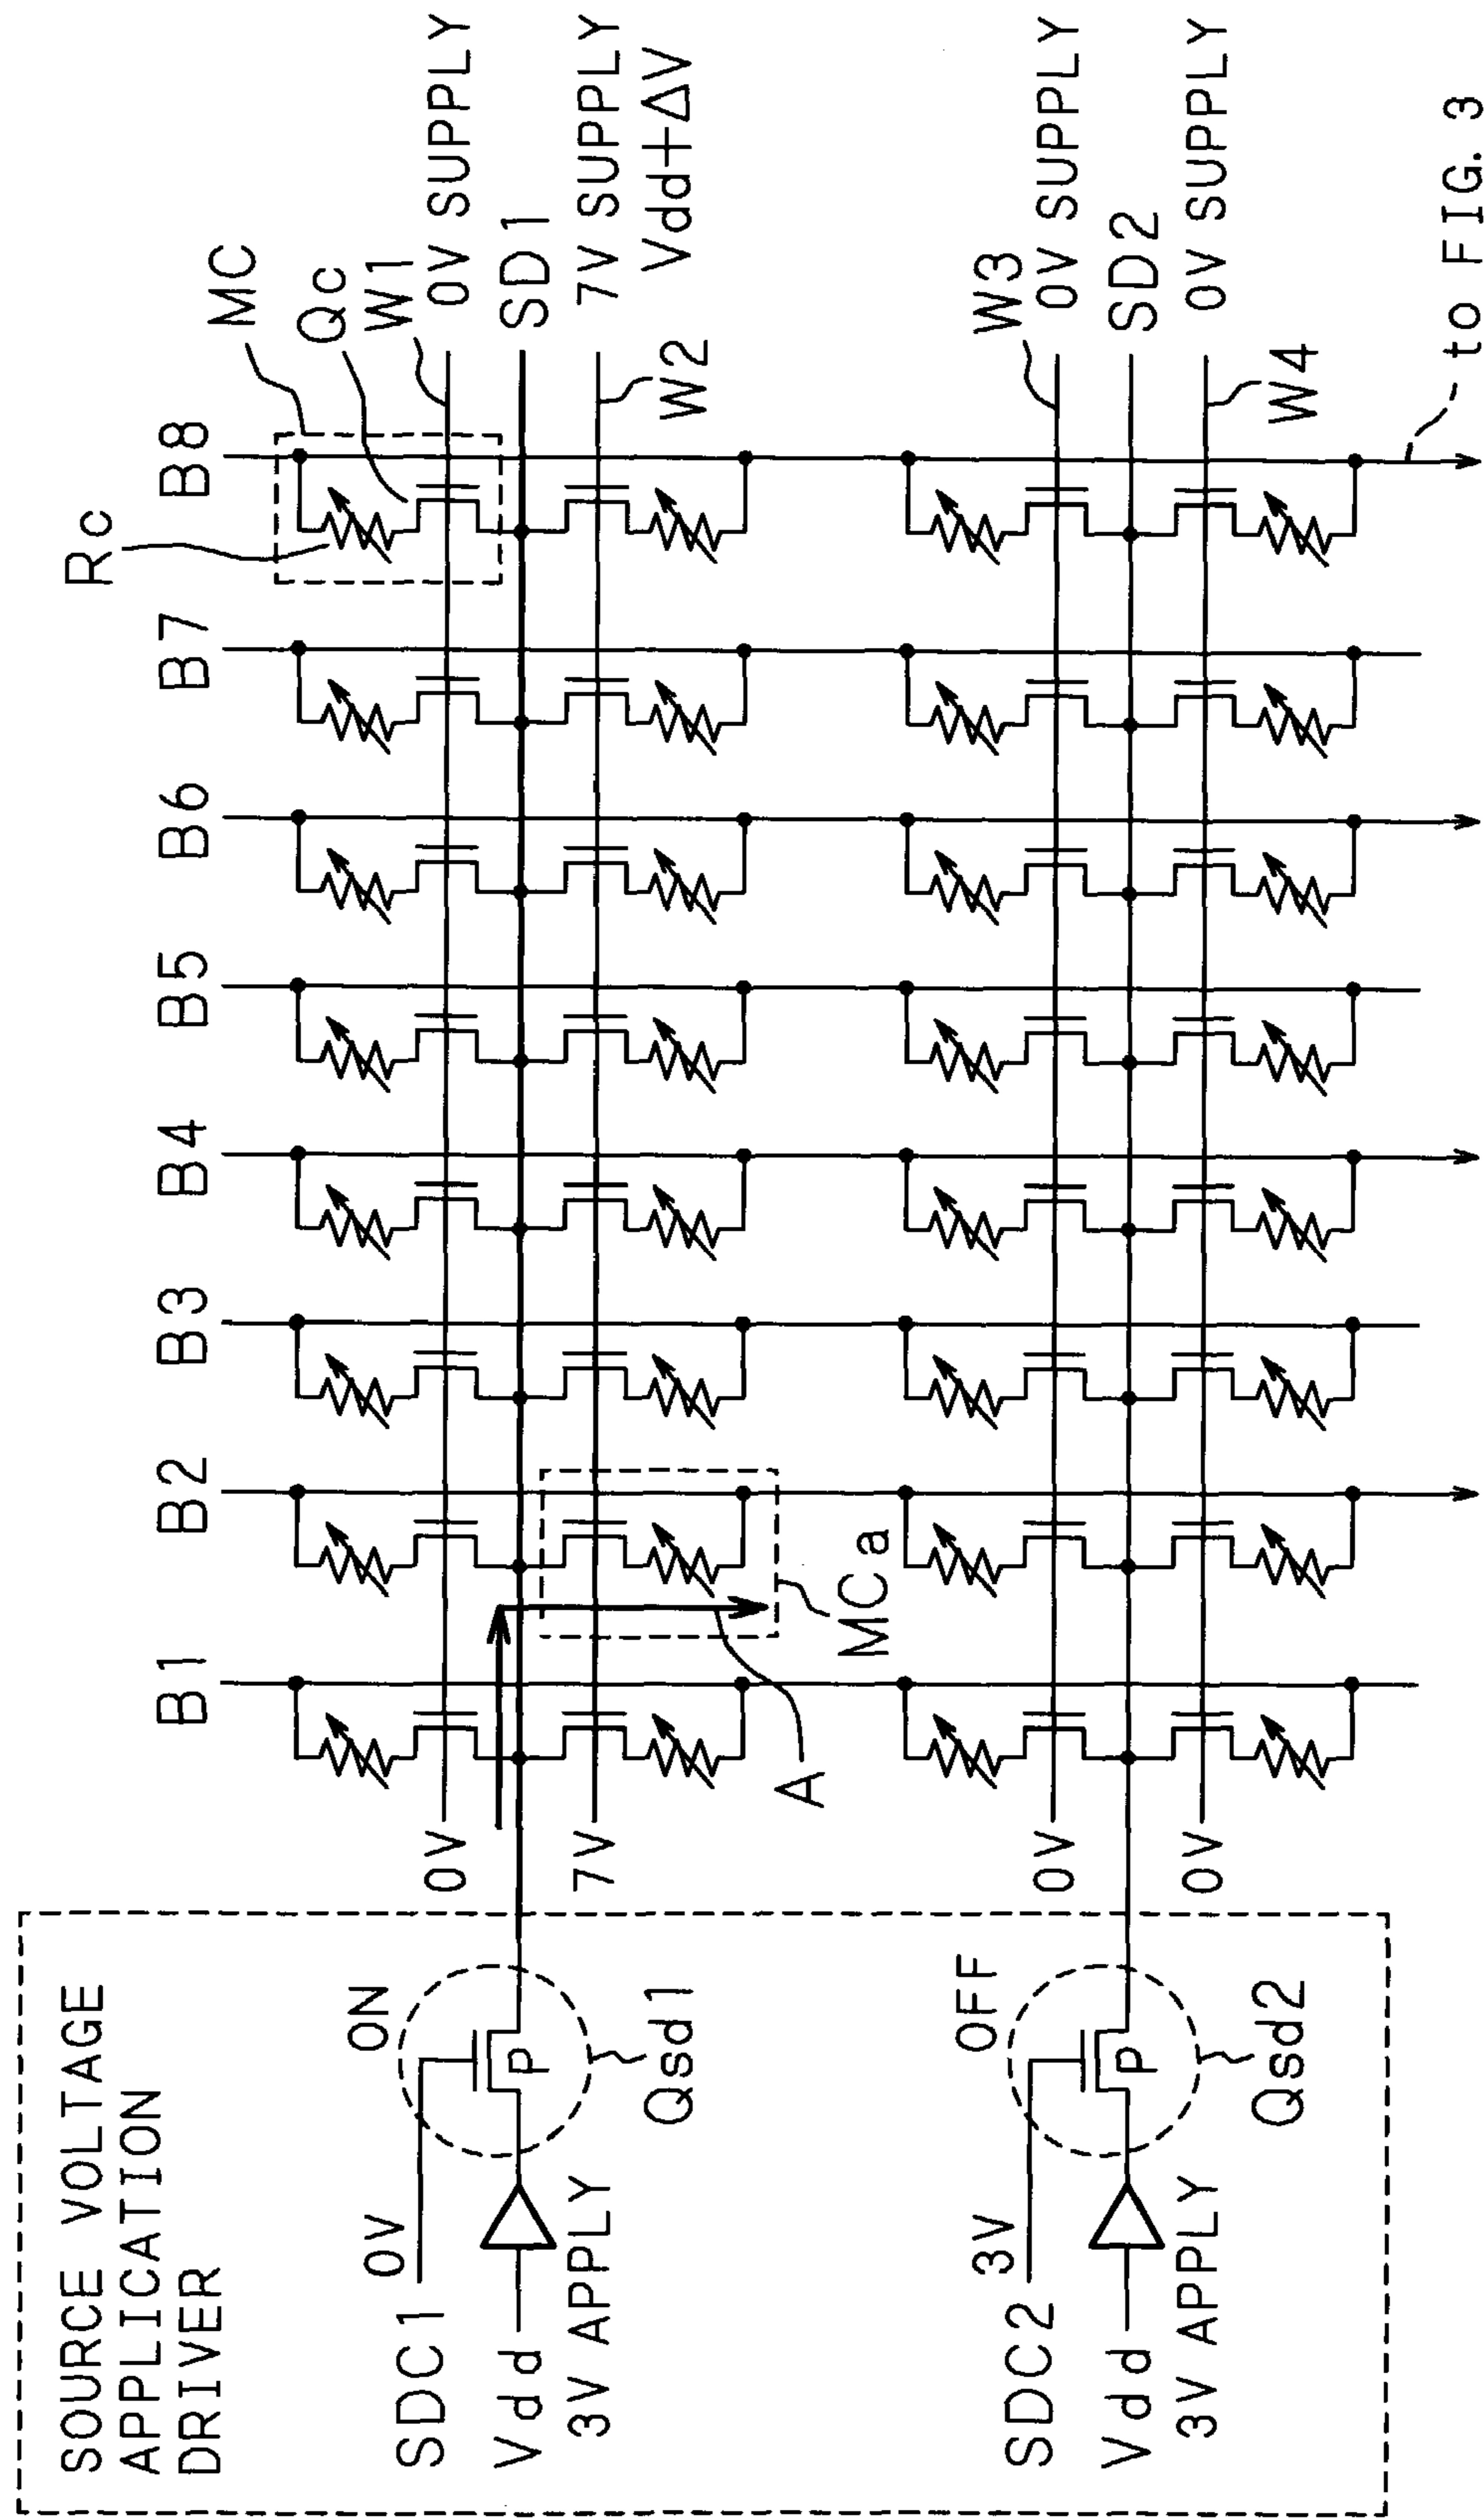 SOURCE VOLTAGE
APPLICATION
DRIVER
SDC1
0V
ON
Vdd
3V APPLY
P
Qsd1
SDC2
3V
OFF
Vdd
3V APPLY
P
Qsd2
0V
7V
0V
0V
A
MCa
B1
B2
B3
B4
B5
B6
B7
B8
Rc
MC
Qc
W1
0V SUPPLY
SD1
7V SUPPLY
Vdd+ΔV
W2
W3
0V SUPPLY
SD2
0V SUPPLY
W4
to FIG. 3